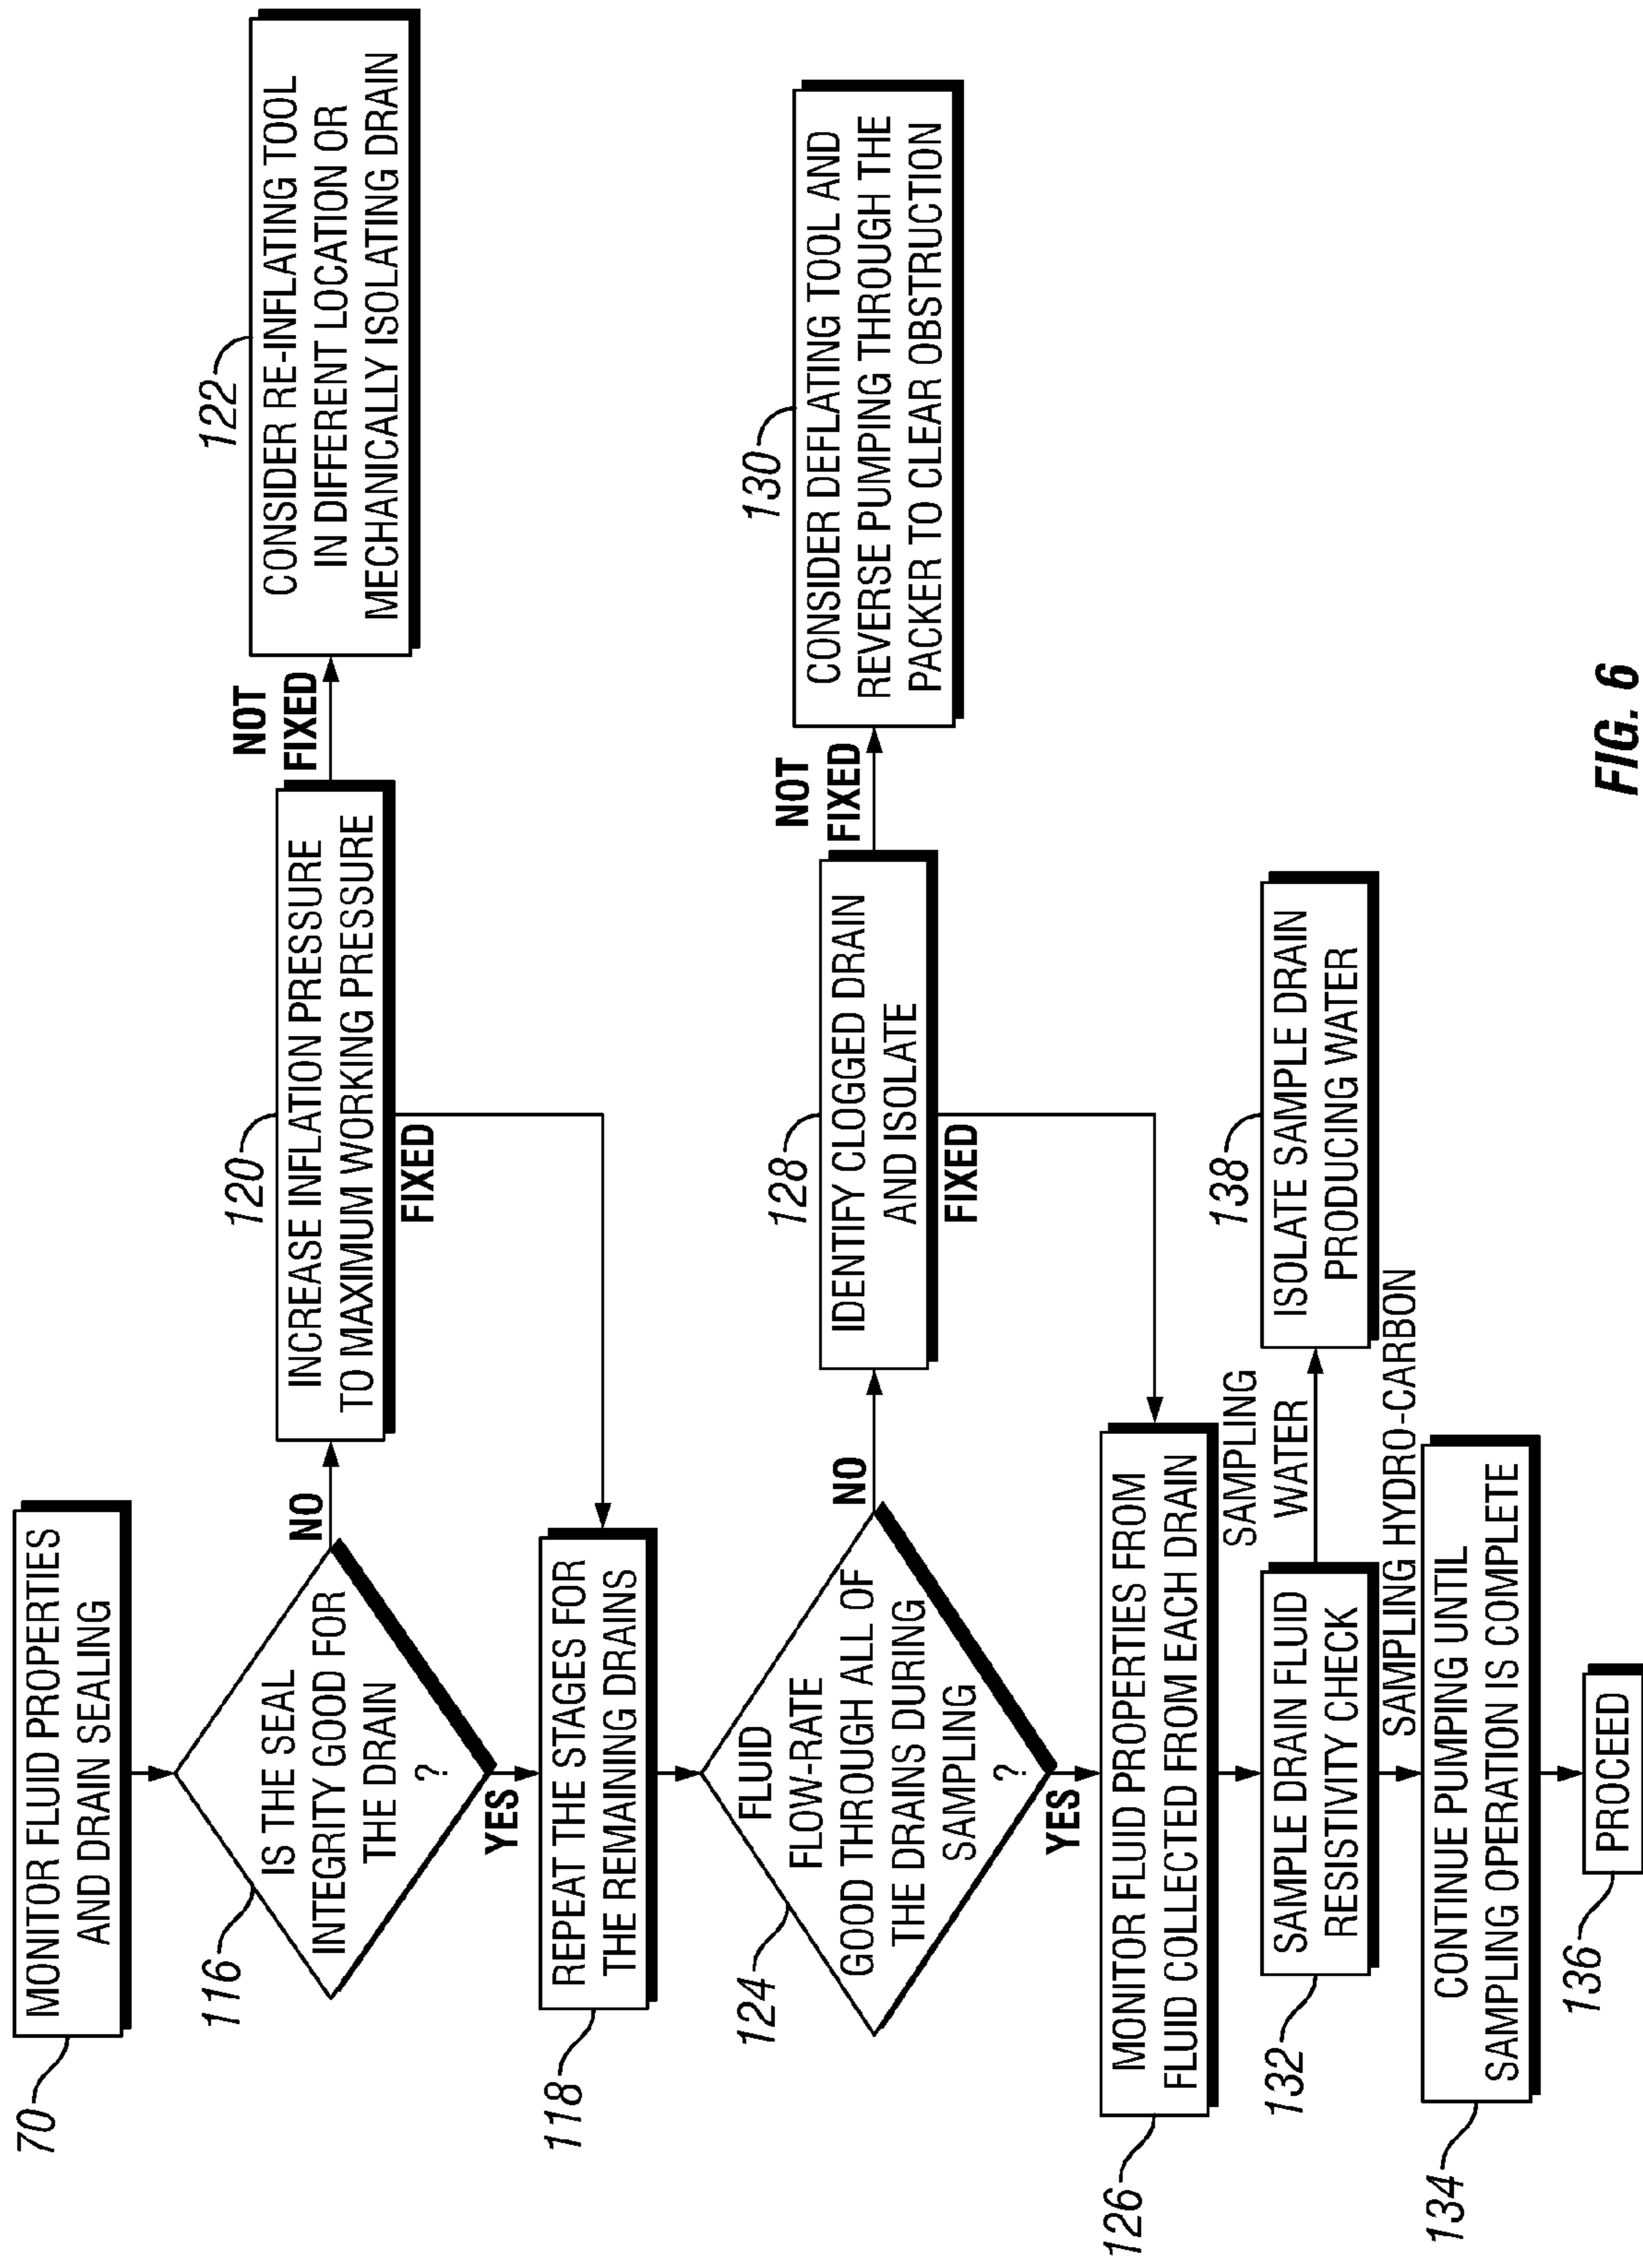 70
MONITOR FLUID PROPERTIES
AND DRAIN SEALING
116
IS THE SEAL
INTEGRITY GOOD FOR
THE DRAIN
?
NO
YES
120
INCREASE INFLATION PRESSURE
TO MAXIMUM WORKING PRESSURE
FIXED
NOT
FIXED
122
CONSIDER RE-INFLATING TOOL
IN DIFFERENT LOCATION OR
MECHANICALLY ISOLATING DRAIN
118
REPEAT THE STAGES FOR
THE REMAINING DRAINS
124
FLUID
FLOW-RATE
GOOD THROUGH ALL OF
THE DRAINS DURING
SAMPLING
?
NO
YES
128
IDENTIFY CLOGGED DRAIN
AND ISOLATE
FIXED
NOT
FIXED
130
CONSIDER DEFLATING TOOL AND
REVERSE PUMPING THROUGH THE
PACKER TO CLEAR OBSTRUCTION
126
MONITOR FLUID PROPERTIES FROM
FLUID COLLECTED FROM EACH DRAIN
132
SAMPLE DRAIN FLUID
RESISTIVITY CHECK
SAMPLING
WATER
138
ISOLATE SAMPLE DRAIN
PRODUCING WATER
SAMPLING HYDRO-CARBON
134
CONTINUE PUMPING UNTIL
SAMPLING OPERATION IS COMPLETE
136
PROCEED
FIG. 6